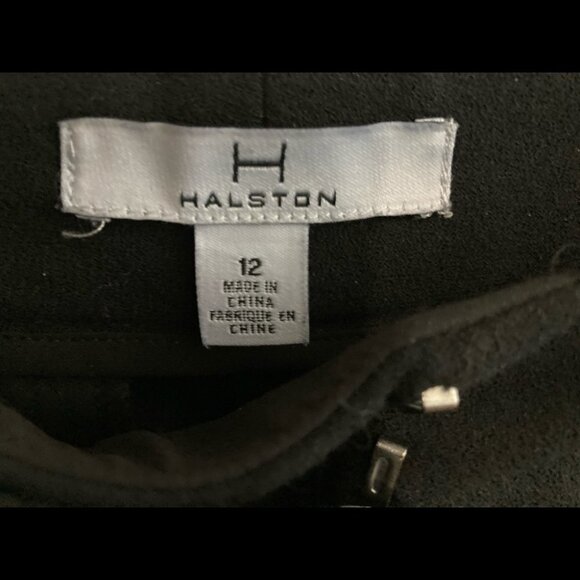 H
HALSTON
12
MADE IN
CHINA
FABRIQUE EN
CHINE